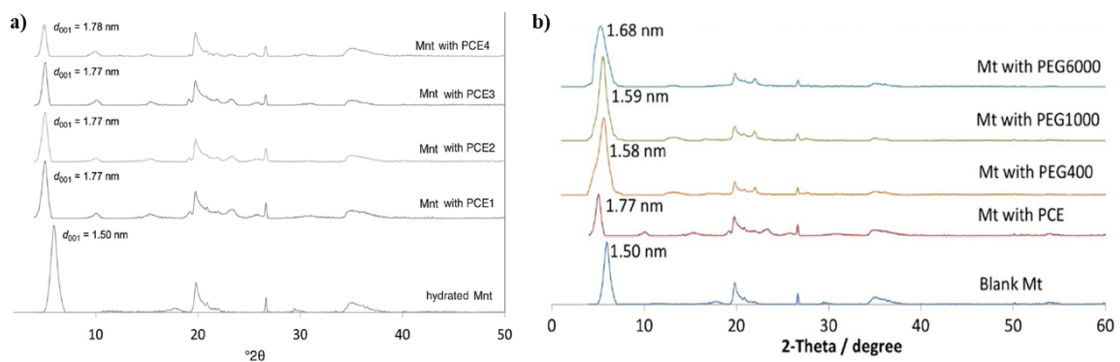 a)
d001 = 1.78 nm
Mnt with PCE4
d001 = 1.77 nm
Mnt with PCE3
d001 = 1.77 nm
Mnt with PCE2
d001 = 1.77 nm
Mnt with PCE1
d001 = 1.50 nm
hydrated Mnt
10 20 30 40 50
°2θ
b)
1.68 nm
Mt with PEG6000
1.59 nm
Mt with PEG1000
1.58 nm
Mt with PEG400
1.77 nm
Mt with PCE
1.50 nm
Blank Mt
0 10 20 30 40 50 60
2-Theta / degree